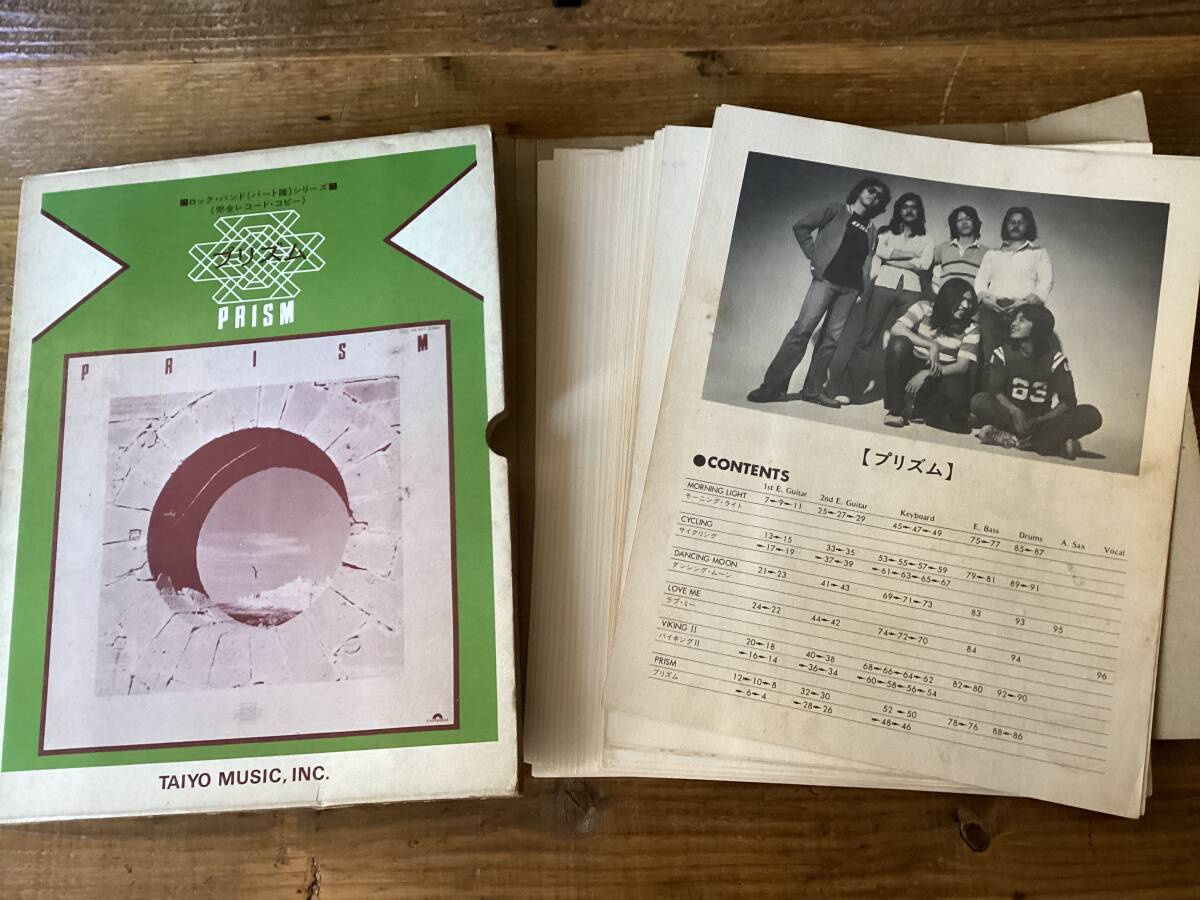 ■ロック・バンド(パート譜)シリーズ■
(完全レコード・コピー)
プリズム
PRISM
PRISM
TAIYO MUSIC, INC.
63
【プリズム】
●CONTENTS
1st E. Guitar 2nd E. Guitar Keyboard E. Bass Drums A. Sax Vocal
MORNING LIGHT 7➛9➛11 25➛27➛29 45➛47➛49 75➛77 85➛87
モーニング・ライト
CYCLING 13➛15 33➛35 53➛55➛57➛59 79➛81 89➛91
サイクリング ➛17➛19 ➛37➛39 ➛61➛63➛65➛67
DANCING MOON 21➛23 41➛43 69➛71➛73 83 93 95
ダンシング・ムーン
LOVE ME 24➛22 44➛42 74➛72➛70 84 94 96
ラブ・ミー
VIKING II 20➛18 40➛38 68➛66➛64➛62 82➛80 92➛90
バイキングII ➛16➛14 ➛36➛34 ➛60➛58➛56➛54
PRISM 12➛10➛8 32➛30 52➛50 78➛76 88➛86
プリズム ➛6➛4 ➛28➛26 ➛48➛46